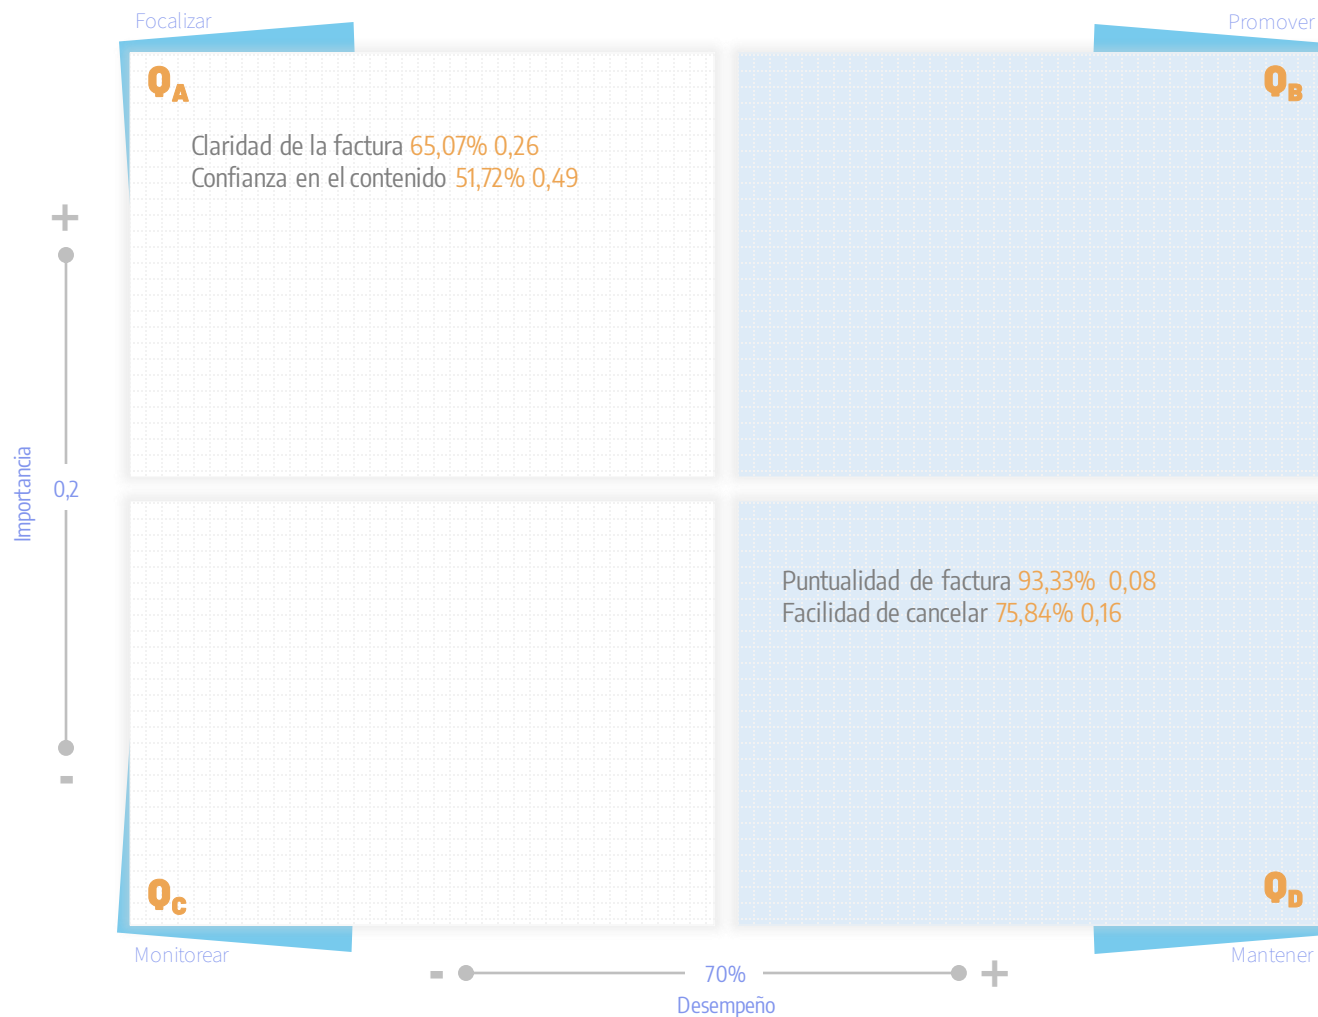 Focalizar
Promover
QA
QB
Claridad de la factura 65,07% 0,26
Confianza en el contenido 51,72% 0,49
+
Importancia
0,2
-
Puntualidad de factura 93,33% 0,08
Facilidad de cancelar 75,84% 0,16
QC
QD
Monitorear
Mantener
- 70% +
Desempeño